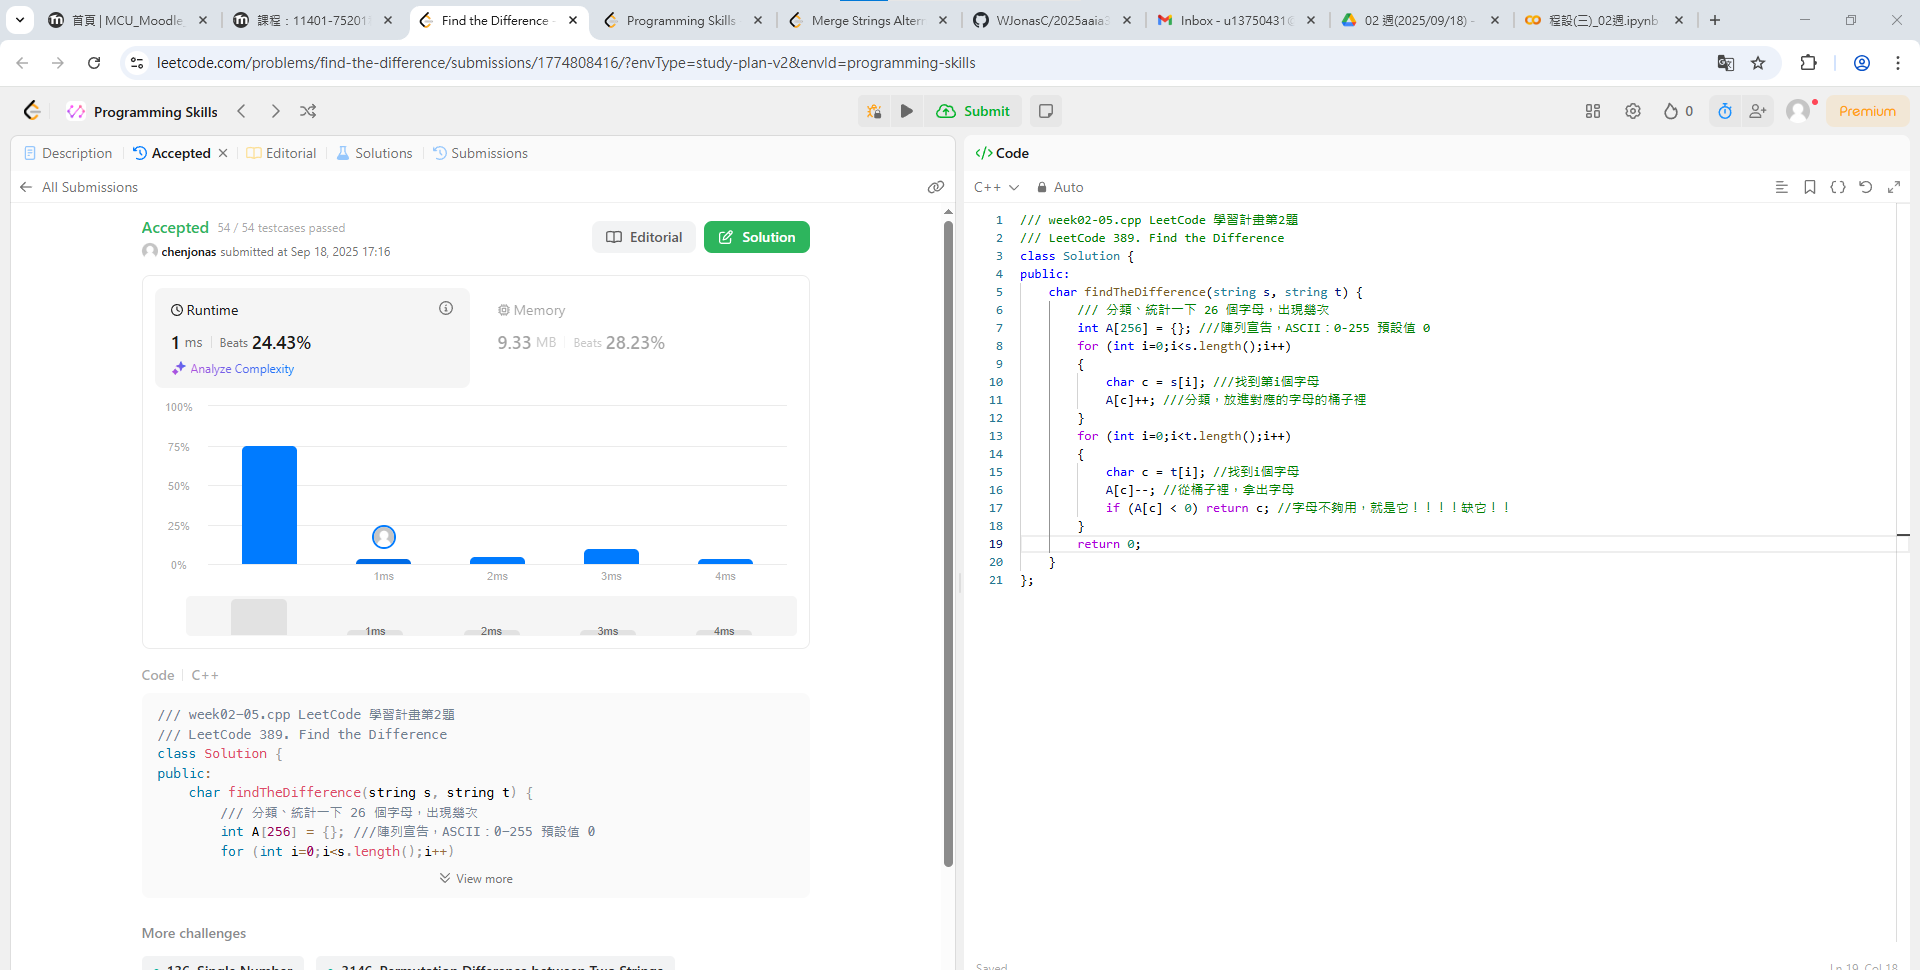 首頁 | MCU_Moodle
課程：11401-75201
Find the Difference -
Programming Skills
Merge Strings Altern
WJonasC/2025aaia3
Inbox - u13750431@
02 週(2025/09/18) -
程設(三)_02週.ipynb
leetcode.com/problems/find-the-difference/submissions/1774808416/?envType=study-plan-v2&envId=programming-skills
Programming Skills
Submit
0
Premium
Description
Accepted
Editorial
Solutions
Submissions
All Submissions
Accepted 54 / 54 testcases passed
chenjonas submitted at Sep 18, 2025 17:16
Editorial
Solution
Runtime
1 ms | Beats 24.43%
Analyze Complexity
Memory
9.33 MB | Beats 28.23%
100%
75%
50%
25%
0%
1ms
2ms
3ms
4ms
1ms
2ms
3ms
4ms
Code | C++
/// week02-05.cpp LeetCode 學習計畫第2題
/// LeetCode 389. Find the Difference
class Solution {
public:
    char findTheDifference(string s, string t) {
        /// 分類、統計一下 26 個字母，出現幾次
        int A[256] = {}; ///陣列宣告，ASCII：0-255 預設值 0
        for (int i=0;i<s.length();i++)
View more
More challenges
136. Single Number
3146. Permutation Difference between Two Strings
Code
C++
Auto
1 /// week02-05.cpp LeetCode 學習計畫第2題
2 /// LeetCode 389. Find the Difference
3 class Solution {
4 public:
5     char findTheDifference(string s, string t) {
6         /// 分類、統計一下 26 個字母，出現幾次
7         int A[256] = {}; ///陣列宣告，ASCII：0-255 預設值 0
8         for (int i=0;i<s.length();i++)
9         {
10             char c = s[i]; ///找到第i個字母
11             A[c]++; ///分類，放進對應的字母的桶子裡
12         }
13         for (int i=0;i<t.length();i++)
14         {
15             char c = t[i]; //找到i個字母
16             A[c]--; //從桶子裡，拿出字母
17             if (A[c] < 0) return c; //字母不夠用，就是它！！！！缺它！！
18         }
19         return 0;
20     }
21 };
Saved
Ln 19, Col 18